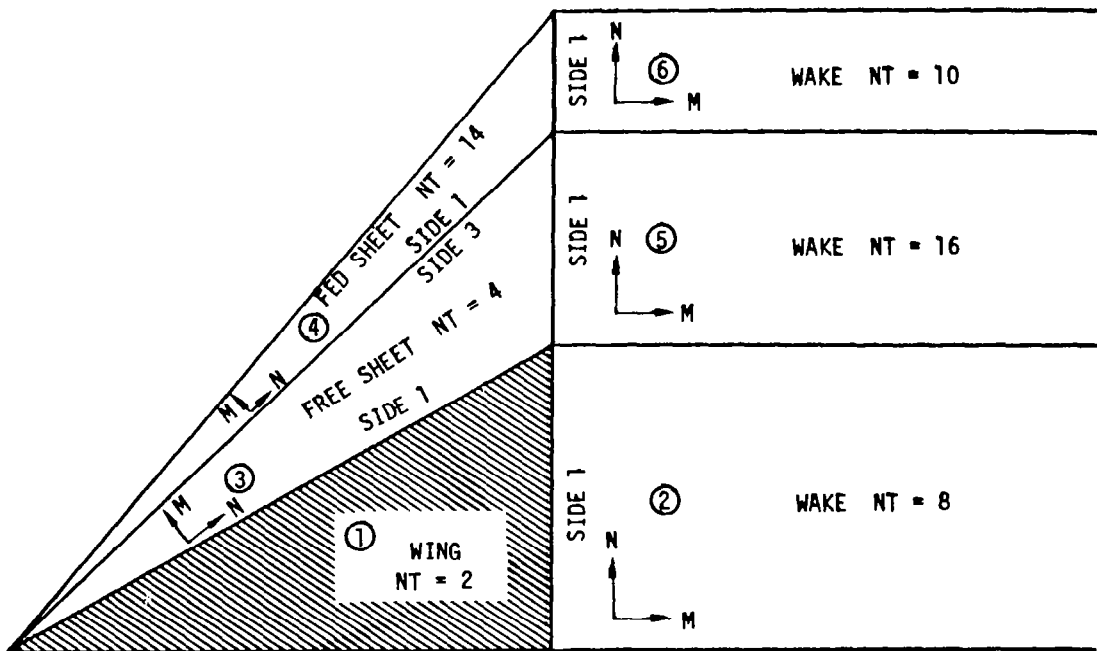 N
SIDE 1
M
⑥
WAKE NT = 10
FED SHEET NT = 14
SIDE 1
④
M
N
N
SIDE 1
M
⑤
WAKE NT = 16
SIDE 3
FREE SHEET NT = 4
SIDE 1
③
M
N
①
WING
NT = 2
SIDE 1
②
WAKE NT = 8
N
M